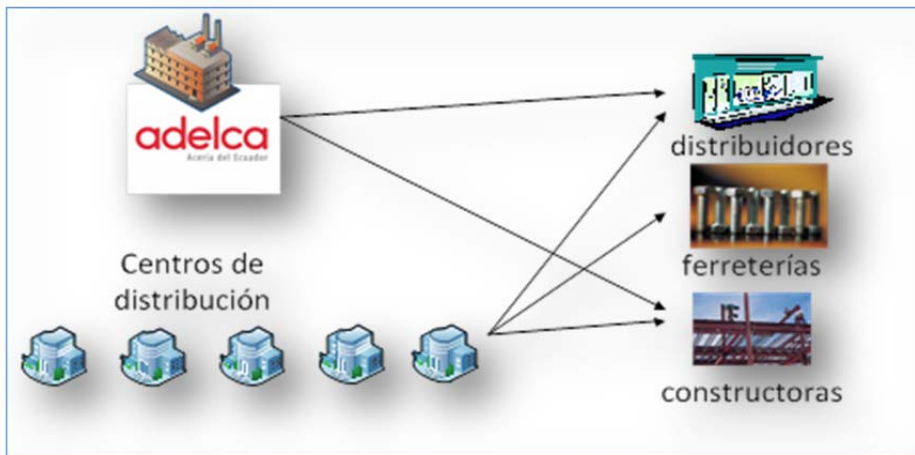 adelca
Acería del Ecuador
distribuidores
ferreterías
Centros de
distribución
constructoras